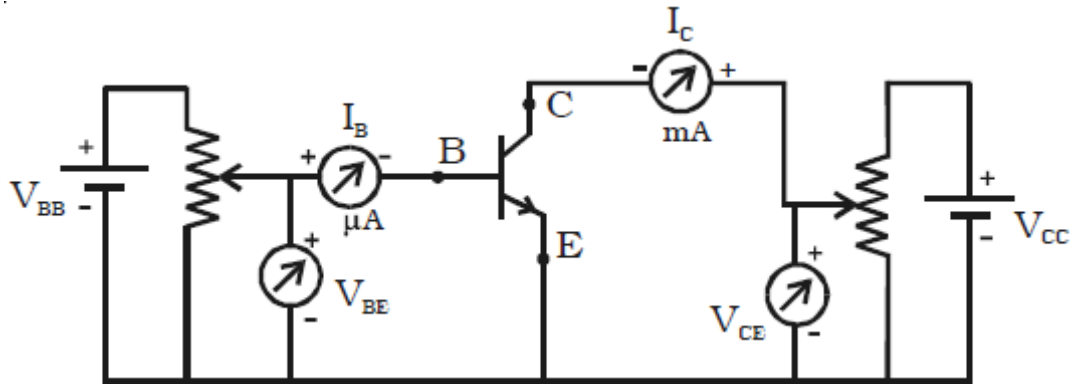 I_C
- +
C
mA
I_B
+ -
B
μA
+
V_BB
-
+
V_BE
-
E
+
V_CE
-
+
V_CC
-